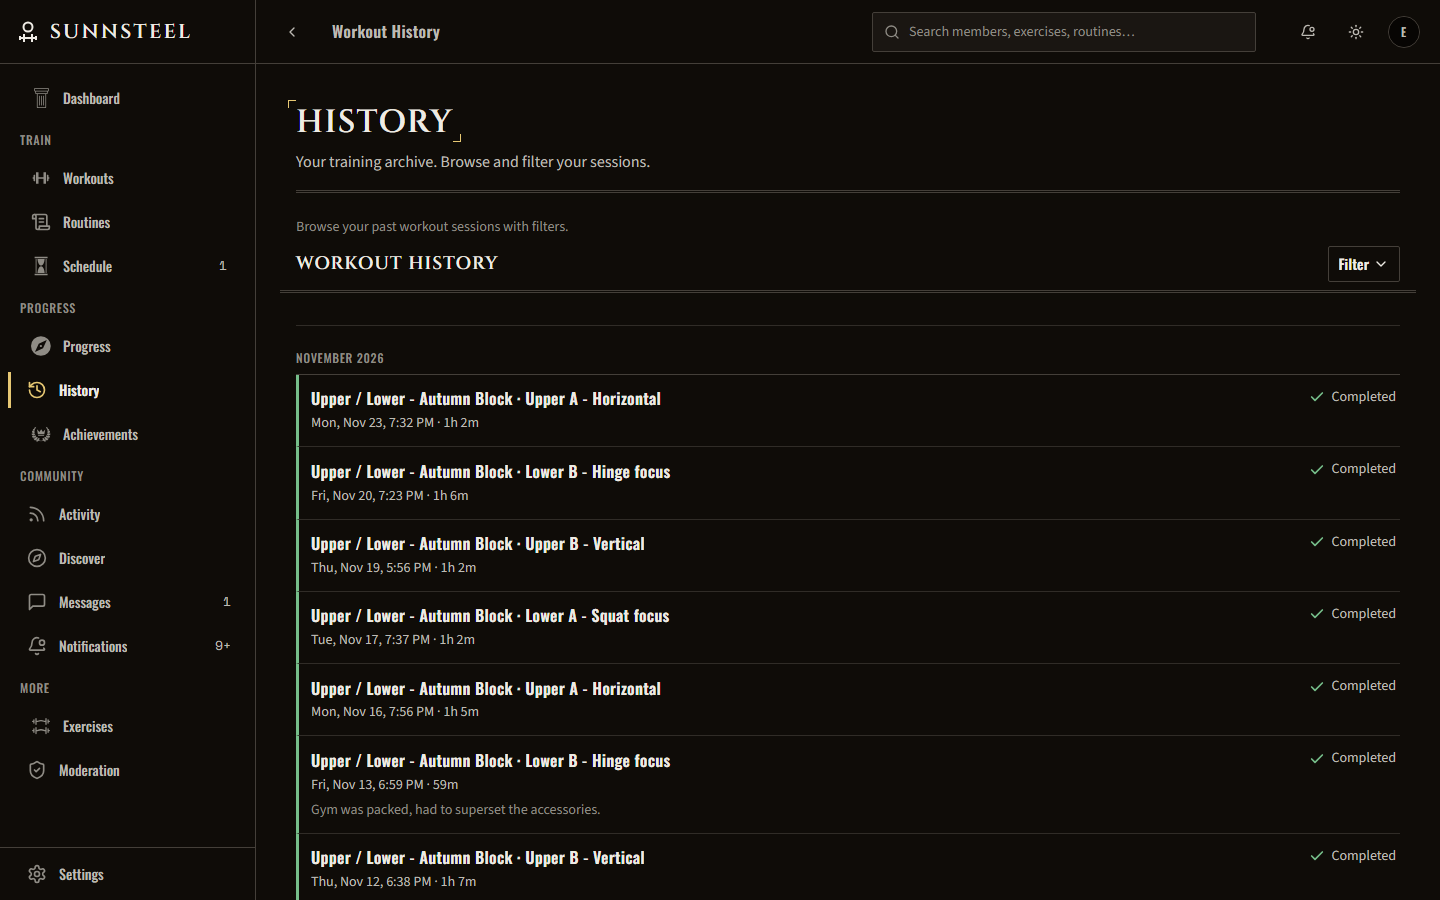 SUNNSTEEL
Workout History
Search members, exercises, routines…
E
Dashboard
TRAIN
Workouts
Routines
Schedule 1
PROGRESS
Progress
History
Achievements
COMMUNITY
Activity
Discover
Messages 1
Notifications 9+
MORE
Exercises
Moderation
Settings
HISTORY
Your training archive. Browse and filter your sessions.
Browse your past workout sessions with filters.
WORKOUT HISTORY
Filter
NOVEMBER 2026
Upper / Lower - Autumn Block · Upper A - Horizontal
Completed
Mon, Nov 23, 7:32 PM · 1h 2m
Upper / Lower - Autumn Block · Lower B - Hinge focus
Completed
Fri, Nov 20, 7:23 PM · 1h 6m
Upper / Lower - Autumn Block · Upper B - Vertical
Completed
Thu, Nov 19, 5:56 PM · 1h 2m
Upper / Lower - Autumn Block · Lower A - Squat focus
Completed
Tue, Nov 17, 7:37 PM · 1h 2m
Upper / Lower - Autumn Block · Upper A - Horizontal
Completed
Mon, Nov 16, 7:56 PM · 1h 5m
Upper / Lower - Autumn Block · Lower B - Hinge focus
Completed
Fri, Nov 13, 6:59 PM · 59m
Gym was packed, had to superset the accessories.
Upper / Lower - Autumn Block · Upper B - Vertical
Completed
Thu, Nov 12, 6:38 PM · 1h 7m